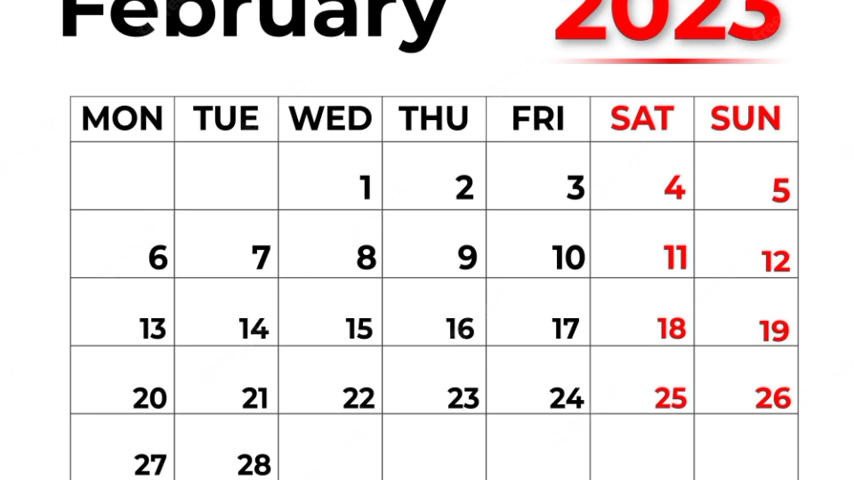 February 2023
MON TUE WED THU FRI SAT SUN
1 2 3 4 5
6 7 8 9 10 11 12
13 14 15 16 17 18 19
20 21 22 23 24 25 26
27 28